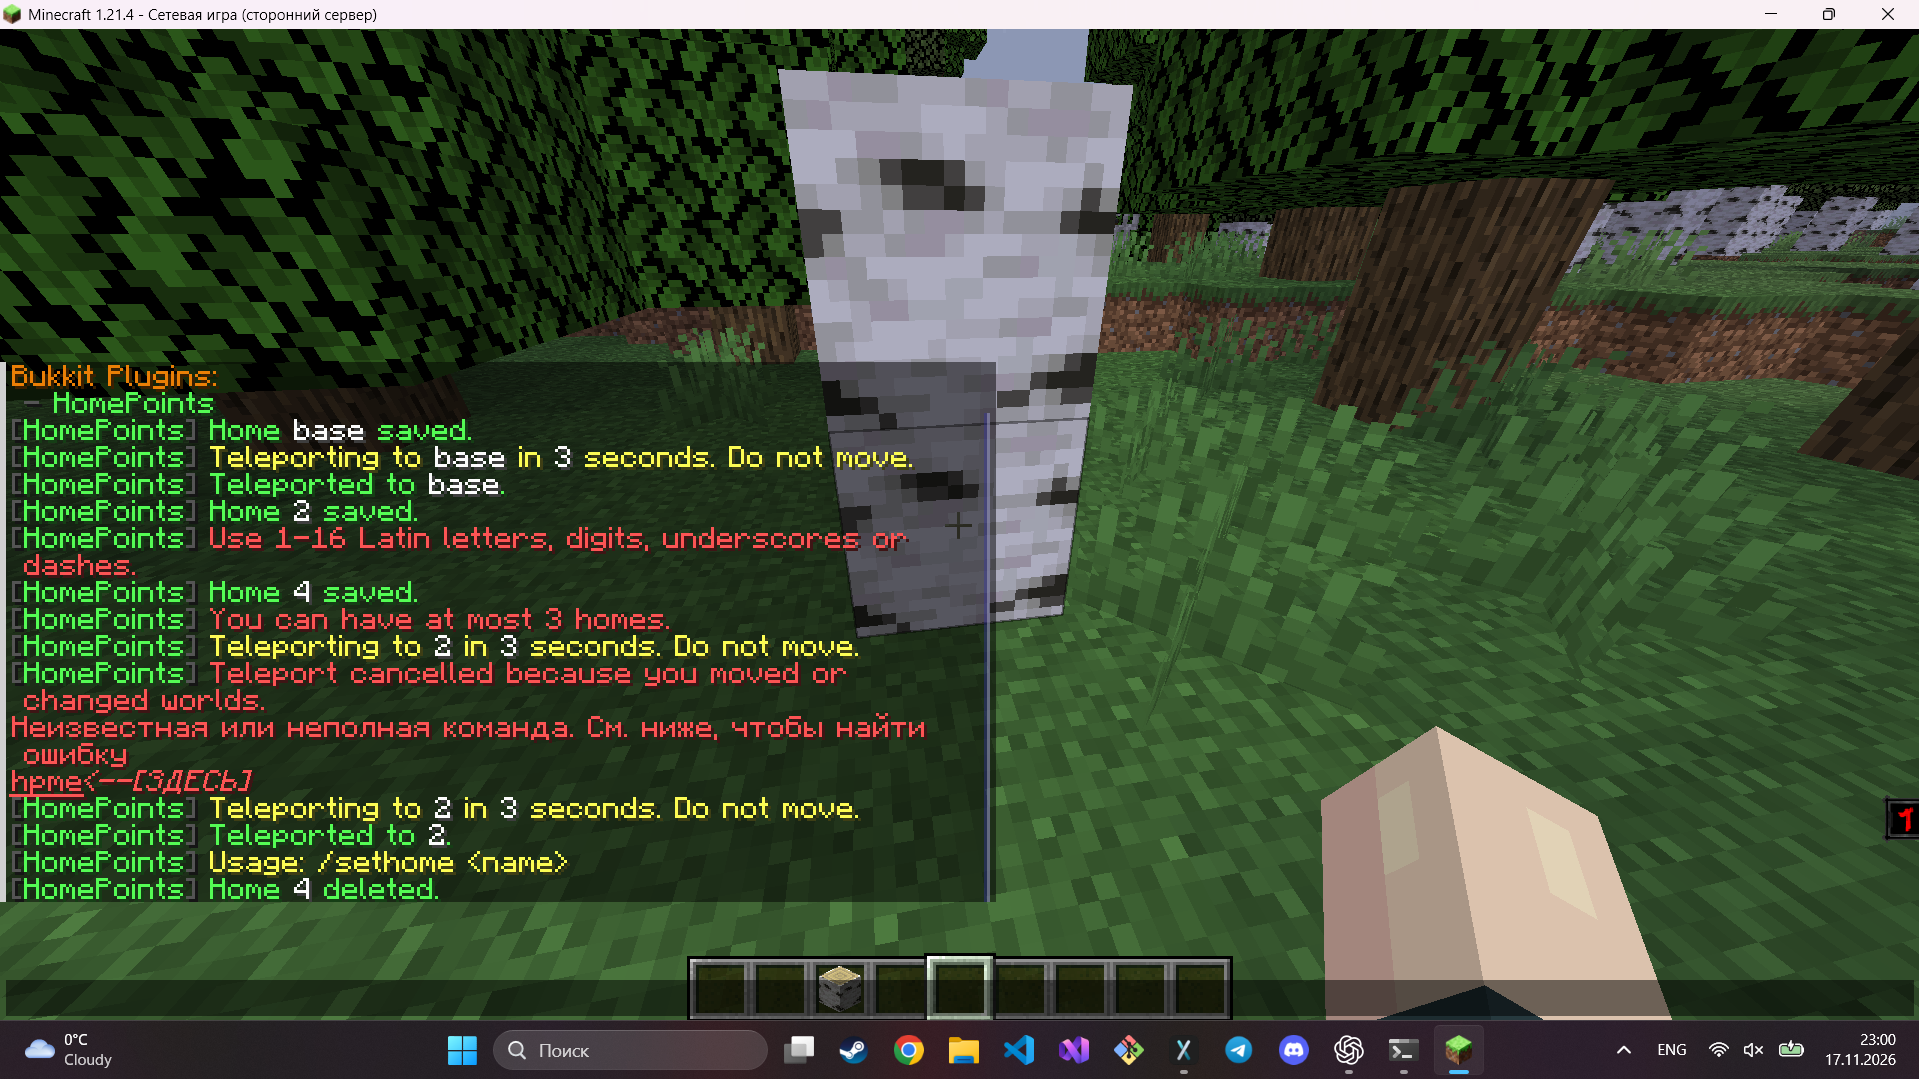 Minecraft 1.21.4 - Сетевая игра (сторонний сервер)
Bukkit Plugins:
- HomePoints
[HomePoints] Home base saved.
[HomePoints] Teleporting to base in 3 seconds. Do not move.
[HomePoints] Teleported to base.
[HomePoints] Home 2 saved.
[HomePoints] Use 1-16 Latin letters, digits, underscores or
dashes.
[HomePoints] Home 4 saved.
[HomePoints] You can have at most 3 homes.
[HomePoints] Teleporting to 2 in 3 seconds. Do not move.
[HomePoints] Teleport cancelled because you moved or
changed worlds.
Неизвестная или неполная команда. См. ниже, чтобы найти
ошибку
hpme<--[ЗДЕСЬ]
[HomePoints] Teleporting to 2 in 3 seconds. Do not move.
[HomePoints] Teleported to 2.
[HomePoints] Usage: /sethome <name>
[HomePoints] Home 4 deleted.
0°C
Cloudy
Поиск
ENG
23:00
17.11.2026